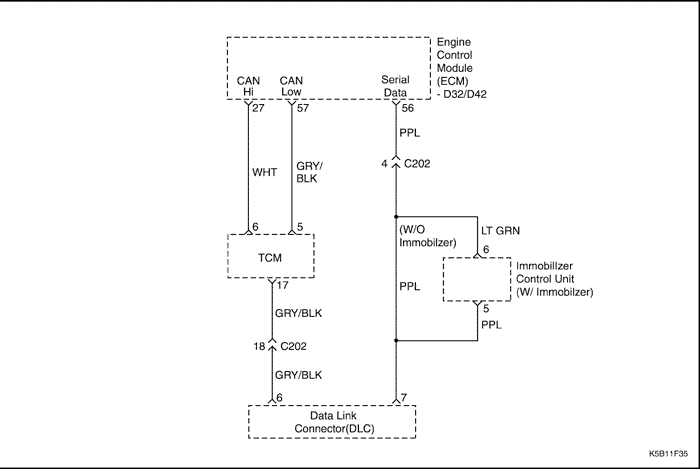 Engine
Control
Module
(ECM)
- D32/D42
CAN
Hi
CAN
Low
Serial
Data
27
57
56
PPL
4
C202
WHT
GRY/
BLK
6
5
TCM
17
(W/O
Immobilzer)
LT GRN
6
Immobilizer
Control Unit
(W/ Immobilzer)
PPL
5
PPL
GRY/BLK
18
C202
GRY/BLK
6
7
Data Link
Connector(DLC)
K5B11F35